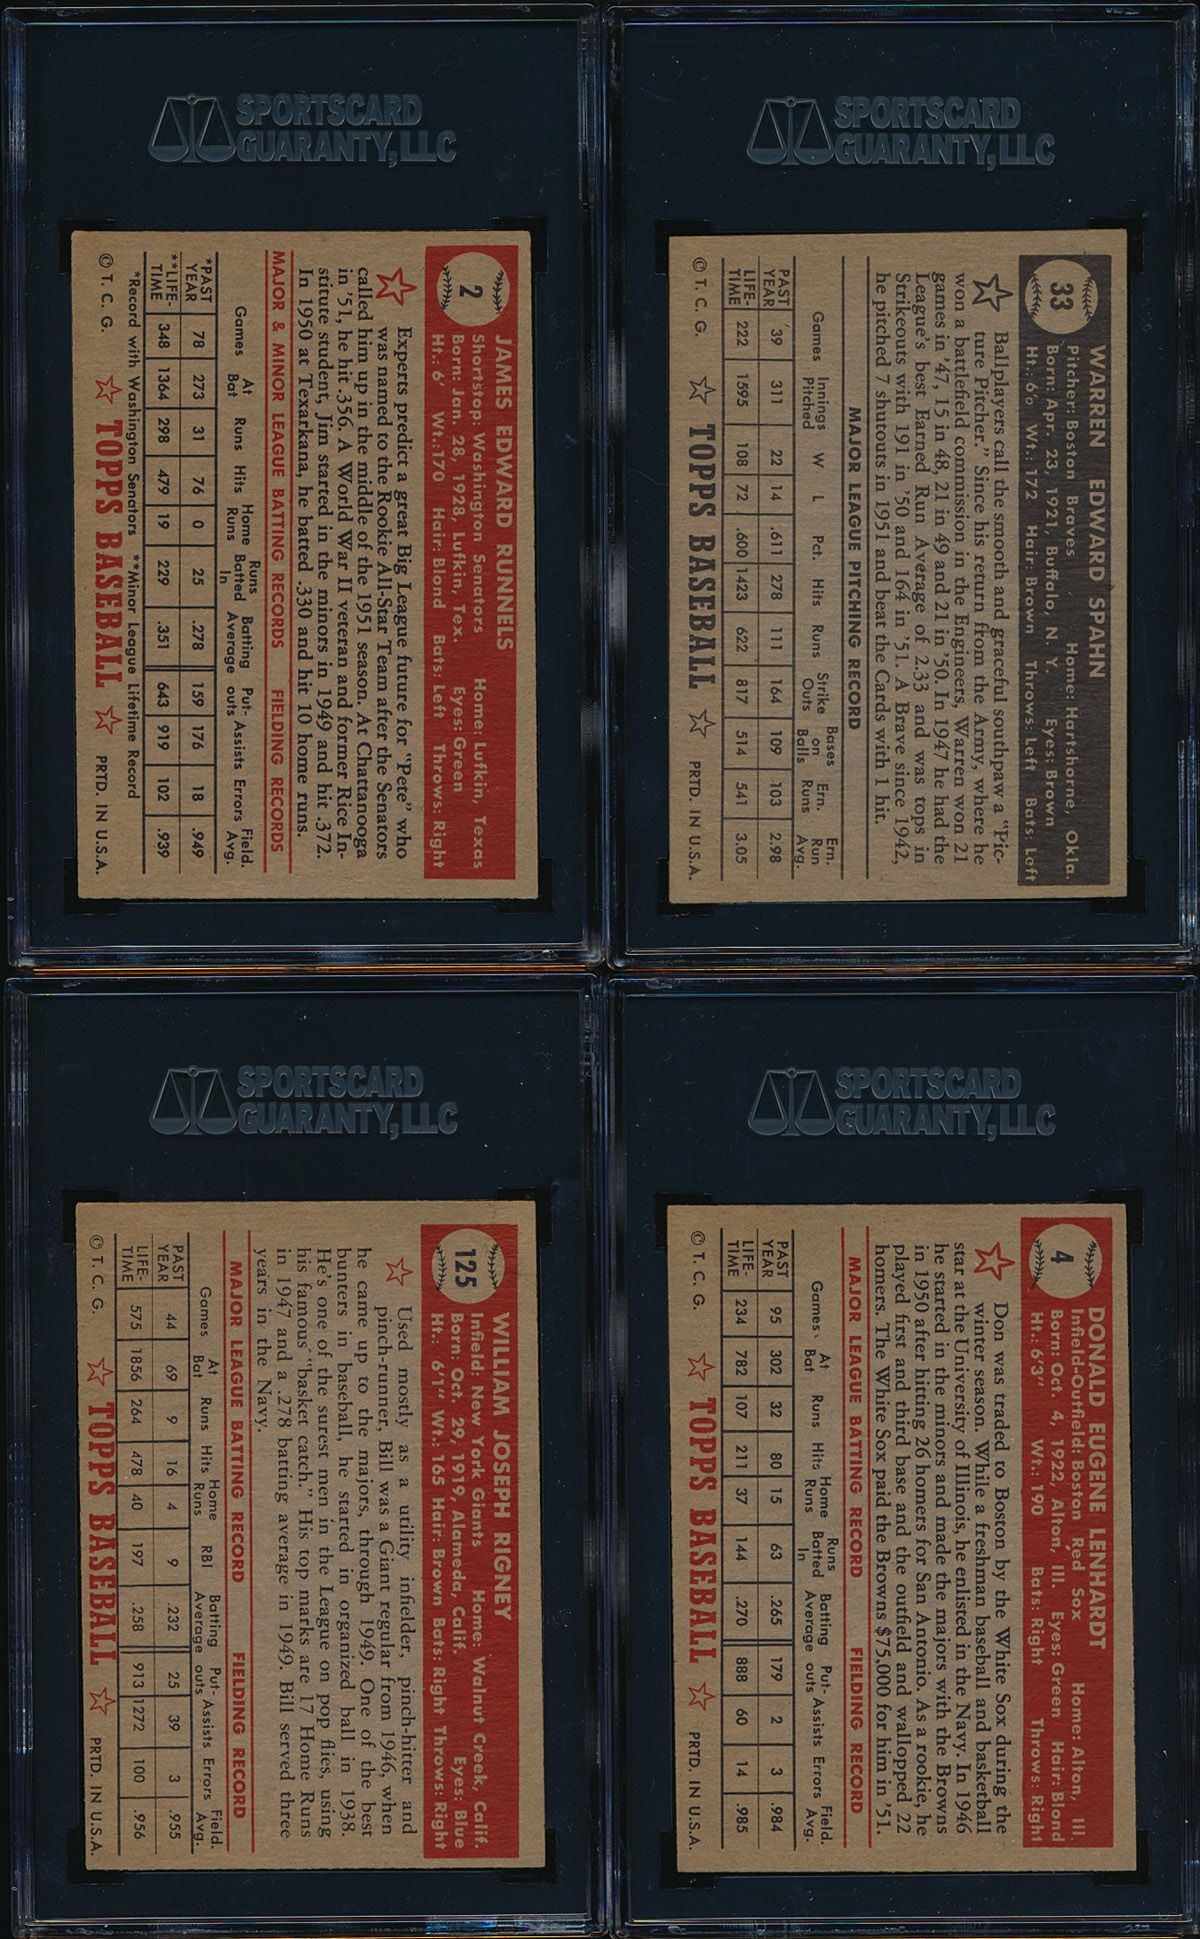 SPORTSCARD
GUARANTY, LLC
2
JAMES EDWARD RUNNELS
Shortstop: Washington Senators Home: Lufkin, Texas
Born: Jan. 28, 1928, Lufkin, Tex. Eyes: Green
Ht.: 6' Wt.: 170 Hair: Blond Bats: Left Throws: Right
Experts predict a great Big League future for "Pete" who
was named to the Rookie All-Star Team after the Senators
called him up in the middle of the 1951 season. At Chattanooga
in '51, he hit .356. A World War II veteran and former Rice In-
stitute student, Jim started in the minors in 1949 and hit .372.
In 1950 at Texarkana, he batted .330 and hit 10 home runs.
MAJOR & MINOR LEAGUE BATTING RECORDS FIELDING RECORDS
Games At Bat Runs Hits Home Runs Runs Batted In Batting Average Put-outs Assists Errors Field. Avg.
*PAST YEAR 78 273 31 76 0 25 .278 159 176 18 .949
**LIFE-TIME 348 1364 298 479 19 229 .351 643 919 102 .939
*Record with Washington Senators **Minor League Lifetime Record
© T. C. G. TOPPS BASEBALL PRTD. IN U.S.A.
SPORTSCARD
GUARANTY, LLC
33
WARREN EDWARD SPAHN
Pitcher: Boston Braves Home: Hartshorne, Okla.
Born: Apr. 23, 1921, Buffalo, N. Y. Eyes: Brown
Ht.: 6'0 Wt.: 172 Hair: Brown Throws: Left Bats: Left
Ballplayers call the smooth and graceful southpaw a "Pic-
ture Pitcher." Since his return from the Army, where he
won a battlefield commission in the Engineers, Warren won 21
games in '47, 15 in 48, 21 in 49 and 21 in '50. In 1947 he had the
League's best Earned Run Average of 2.33 and was tops in
Strikeouts with 191 in '50 and 164 in '51. A Brave since 1942,
he pitched 7 shutouts in 1951 and beat the Cards with 1 hit.
MAJOR LEAGUE PITCHING RECORD
Games Innings Pitched W L Pct. Hits Runs Strike Outs Bases on Balls Ern. Runs Ern. Run Avg.
PAST YEAR 39 311 22 14 .611 278 111 164 109 103 2.98
LIFE-TIME 222 1595 108 72 .600 1423 622 817 514 541 3.05
© T. C. G. TOPPS BASEBALL PRTD. IN U.S.A.
SPORTSCARD
GUARANTY, LLC
125
WILLIAM JOSEPH RIGNEY
Infield: New York Giants Home: Walnut Creek, Calif.
Born: Oct. 29, 1919, Alameda, Calif. Eyes: Blue
Ht.: 6'1" Wt.: 165 Hair: Brown Bats: Right Throws: Right
Used mostly as a utility infielder, pinch-hitter and
pinch-runner, Bill was a Giant regular from 1946, when
he came up to the majors, through 1949. One of the best
bunters in baseball, he started in organized ball in 1938.
He's one of the surest men in the League on pop flies, using
his famous "basket catch." His top marks are 17 Home Runs
in 1947 and a .278 batting average in 1949. Bill served three
years in the Navy.
MAJOR LEAGUE BATTING RECORD FIELDING RECORD
Games At Bat Runs Hits Home Runs RBI Batting Average Put-outs Assists Errors Field. Avg.
PAST YEAR 44 69 9 16 4 9 .232 25 39 3 .955
LIFE-TIME 575 1856 264 478 40 197 .258 913 1272 100 .956
© T. C. G. TOPPS BASEBALL PRTD. IN U.S.A.
SPORTSCARD
GUARANTY, LLC
4
DONALD EUGENE LENHARDT
Infield-Outfield: Boston Red Sox Home: Alton, Ill.
Born: Oct. 4, 1922, Alton, Ill. Eyes: Green Hair: Blond
Ht.: 6'3" Wt.: 190 Bats: Right Throws: Right
Don was traded to Boston by the White Sox during the
winter season. While a freshman baseball and basketball
star at the University of Illinois, he enlisted in the Navy. In 1946
he started in the minors and made the majors with the Browns
in 1950 after hitting 26 homers for San Antonio. As a rookie, he
played first and third base and the outfield and walloped 22
homers. The White Sox paid the Browns $75,000 for him in '51.
MAJOR LEAGUE BATTING RECORD FIELDING RECORD
Games At Bat Runs Hits Home Runs Runs Batted In Batting Average Put-outs Assists Errors Field. Avg.
PAST YEAR 95 302 32 80 15 63 .265 179 2 3 .984
LIFE-TIME 234 782 107 211 37 144 .270 888 60 14 .985
© T. C. G. TOPPS BASEBALL PRTD. IN U.S.A.